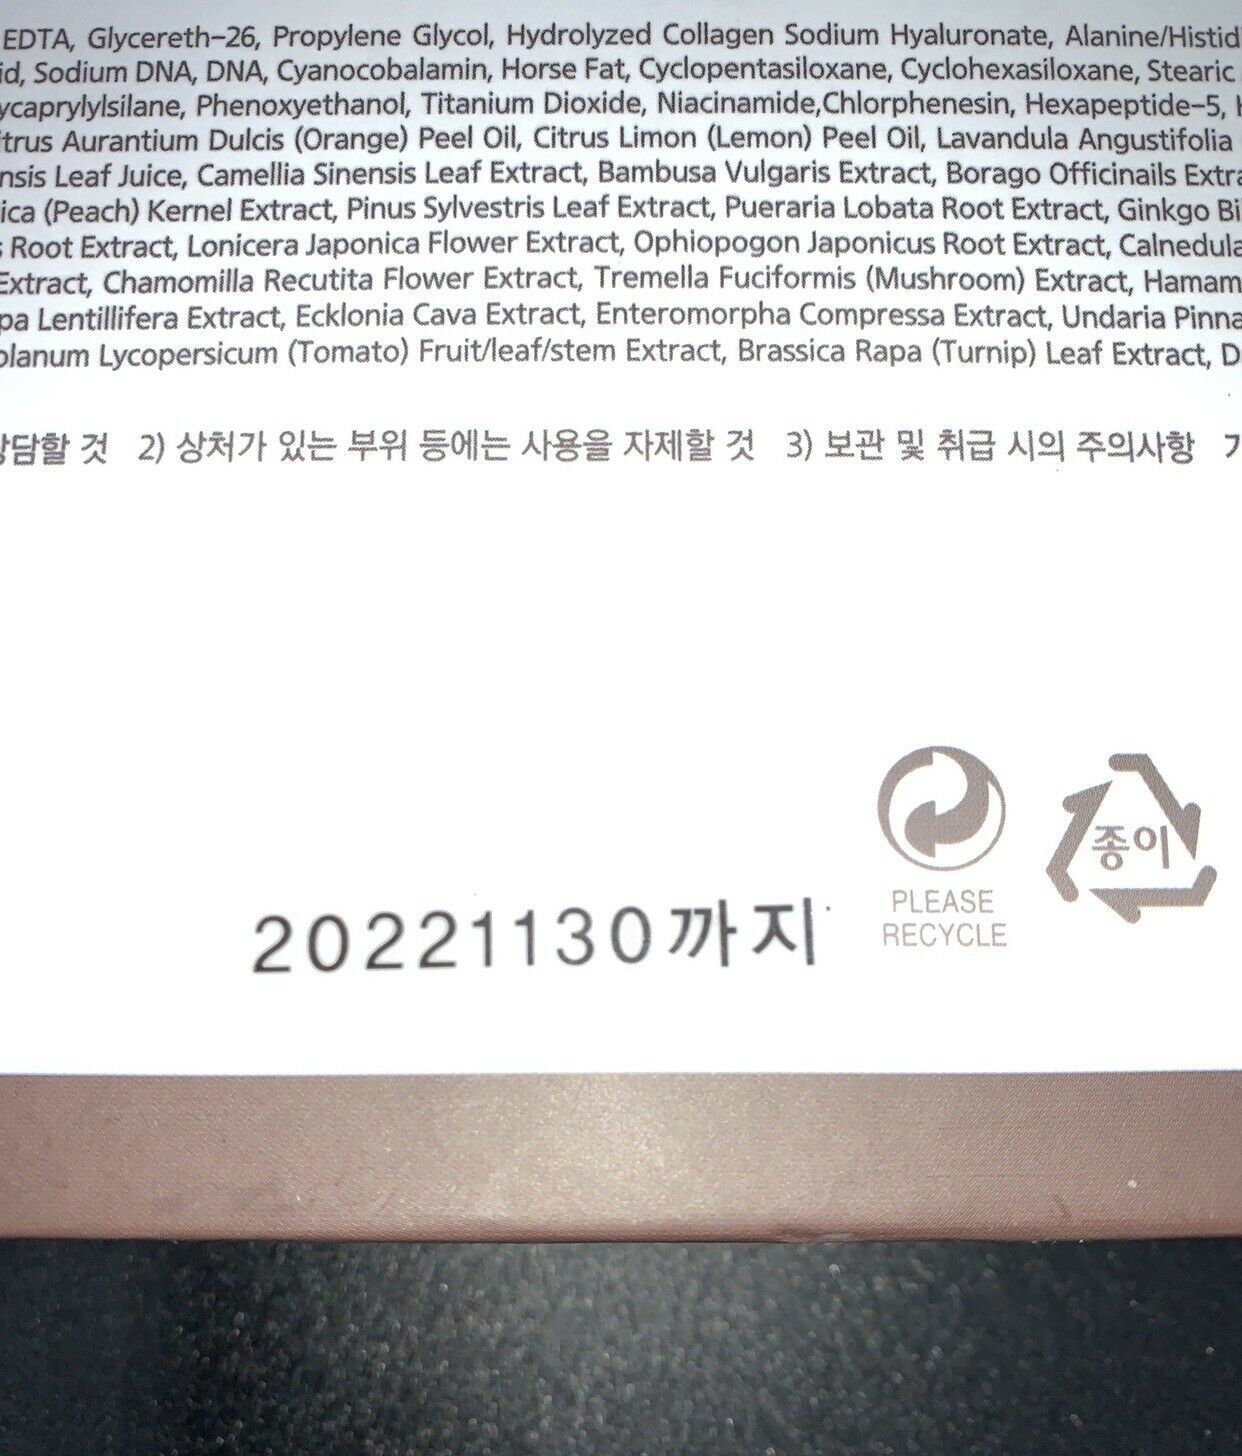 EDTA, Glycereth-26, Propylene Glycol, Hydrolyzed Collagen Sodium Hyaluronate, Alanine/Histid
id, Sodium DNA, DNA, Cyanocobalamin, Horse Fat, Cyclopentasiloxane, Cyclohexasiloxane, Stearic
ycaprylylsilane, Phenoxyethanol, Titanium Dioxide, Niacinamide,Chlorphenesin, Hexapeptide-5,
itrus Aurantium Dulcis (Orange) Peel Oil, Citrus Limon (Lemon) Peel Oil, Lavandula Angustifolia
nsis Leaf Juice, Camellia Sinensis Leaf Extract, Bambusa Vulgaris Extract, Borago Officinails Extra
ica (Peach) Kernel Extract, Pinus Sylvestris Leaf Extract, Pueraria Lobata Root Extract, Ginkgo Bi
s Root Extract, Lonicera Japonica Flower Extract, Ophiopogon Japonicus Root Extract, Calnedula
Extract, Chamomilla Recutita Flower Extract, Tremella Fuciformis (Mushroom) Extract, Hamam
pa Lentillifera Extract, Ecklonia Cava Extract, Enteromorpha Compressa Extract, Undaria Pinna
olanum Lycopersicum (Tomato) Fruit/leaf/stem Extract, Brassica Rapa (Turnip) Leaf Extract, D
상담할 것 2) 상처가 있는 부위 등에는 사용을 자제할 것 3) 보관 및 취급 시의 주의사항
종이
PLEASE
RECYCLE
20221130까지